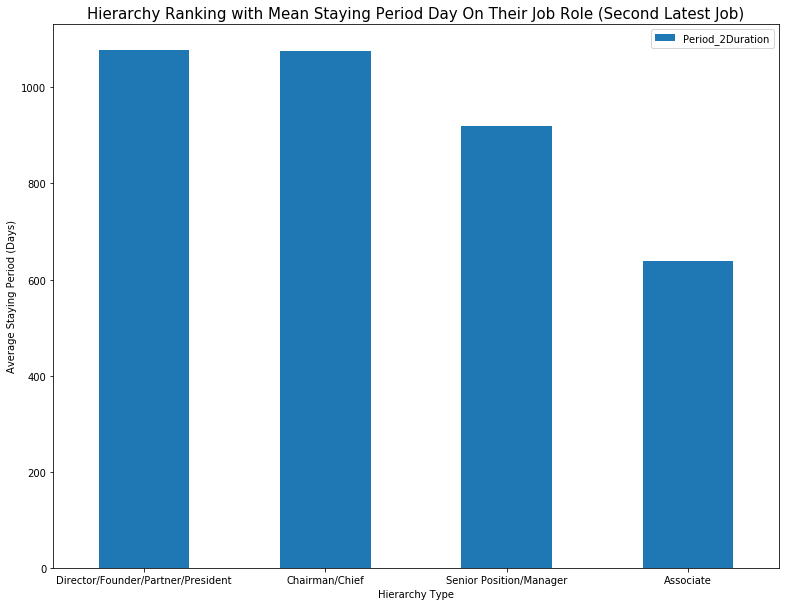 Hierarchy Ranking with Mean Staying Period Day On Their Job Role (Second Latest Job)
Period_2Duration
Average Staying Period (Days)
1000
800
600
400
200
0
Director/Founder/Partner/President
Chairman/Chief
Senior Position/Manager
Associate
Hierarchy Type